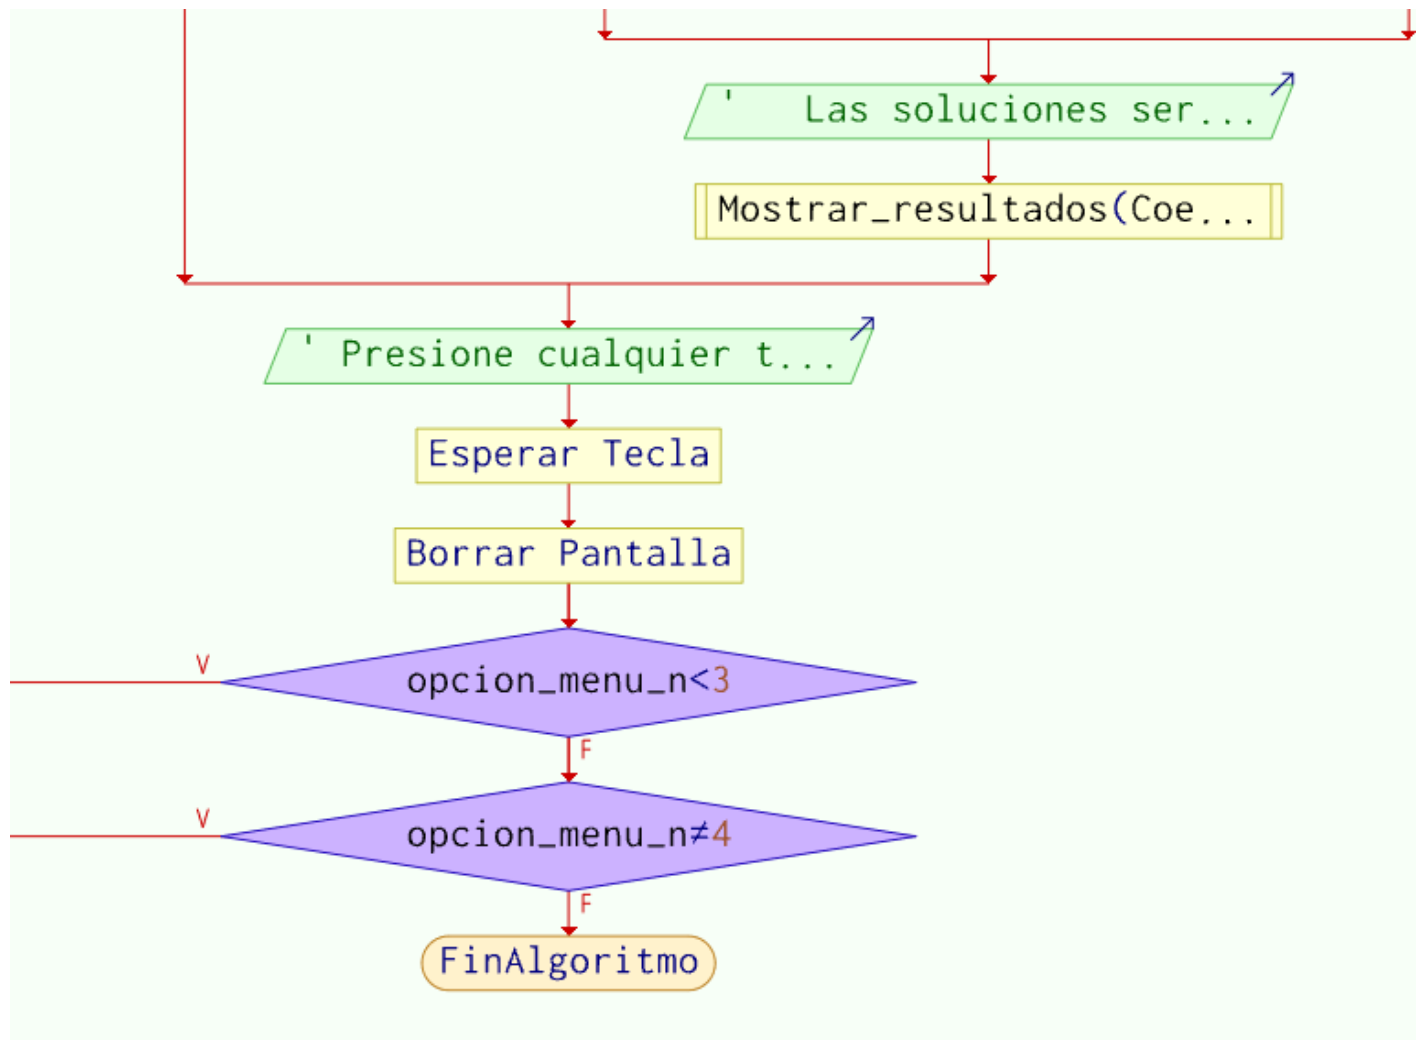 '   Las soluciones ser...
Mostrar_resultados(Coe...
' Presione cualquier t...
Esperar Tecla
Borrar Pantalla
V
opcion_menu_n<3
F
V
opcion_menu_n≠4
F
FinAlgoritmo